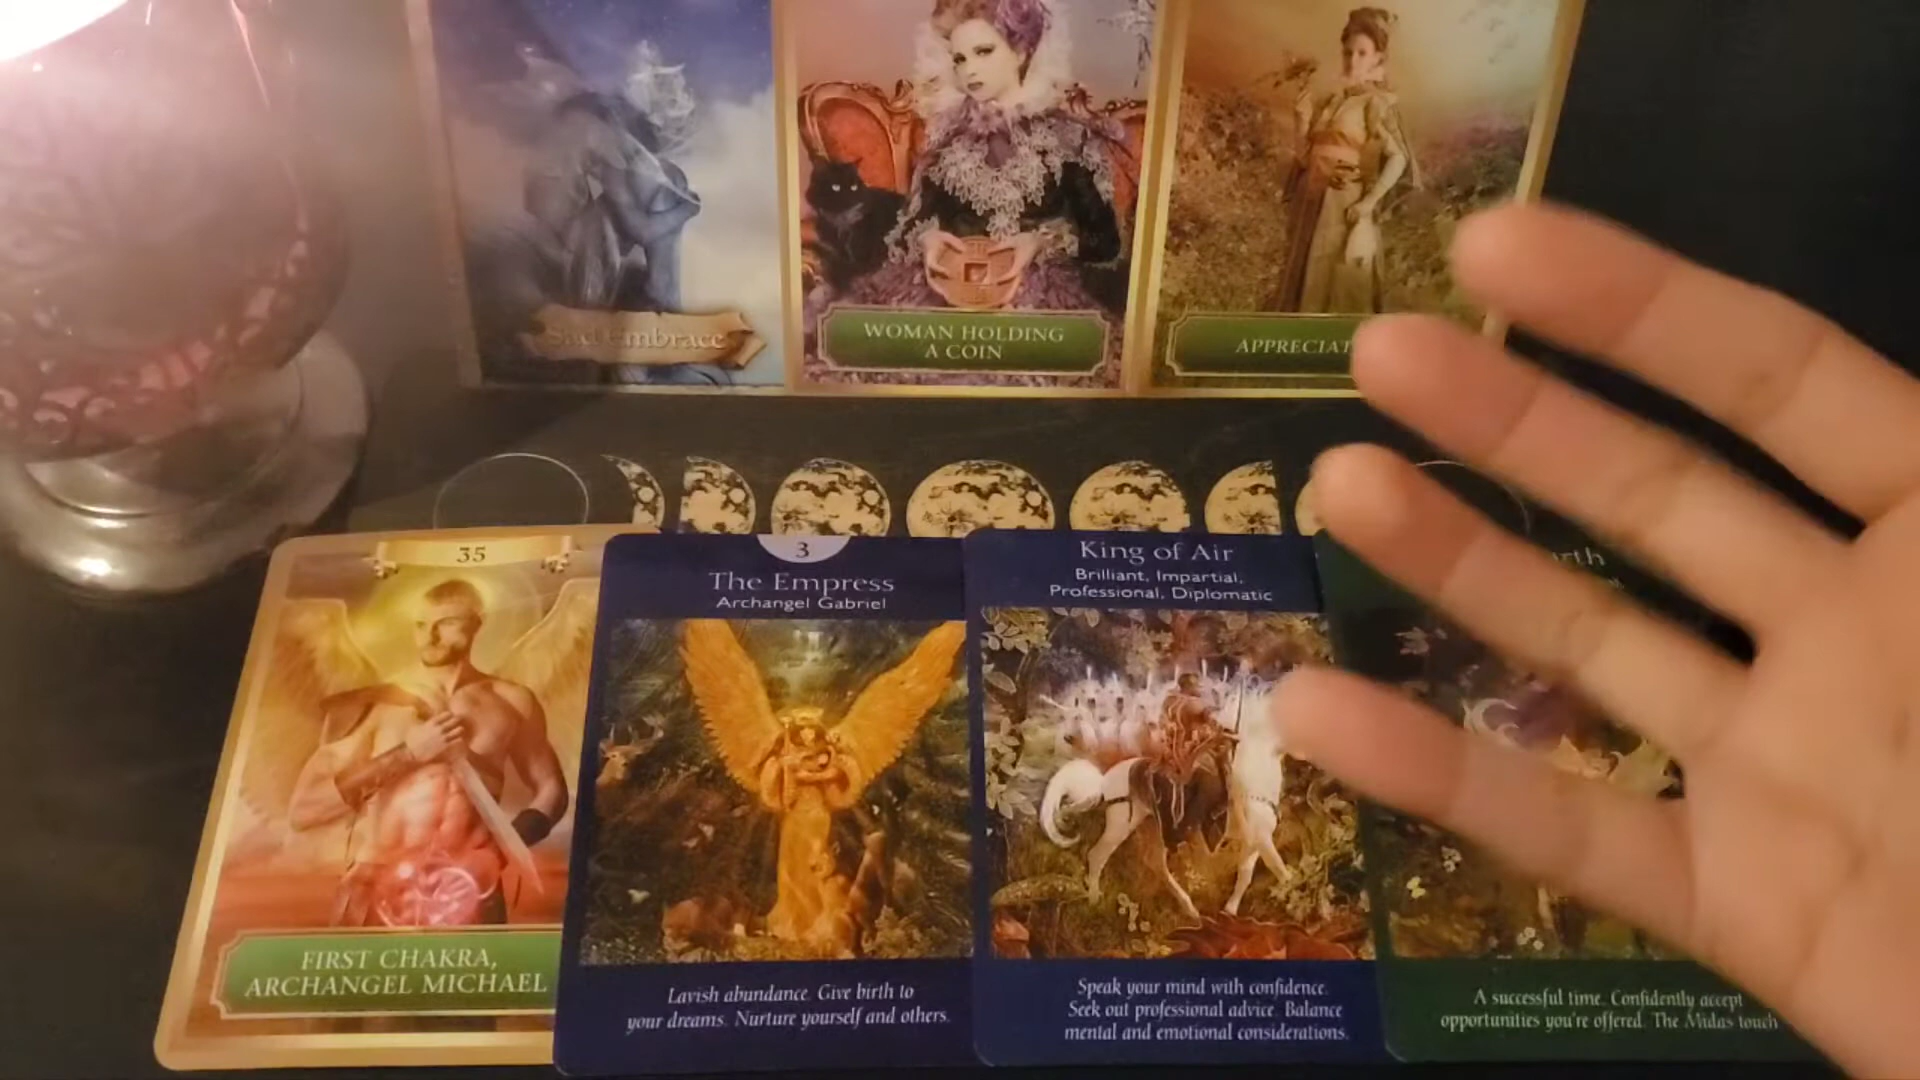 Sad Embrace
WOMAN HOLDING
A COIN
APPRECIAT
35
FIRST CHAKRA,
ARCHANGEL MICHAEL
3
The Empress
Archangel Gabriel
Lavish abundance. Give birth to
your dreams. Nurture yourself and others.
King of Air
Brilliant, Impartial,
Professional, Diplomatic
Speak your mind with confidence.
Seek out professional advice. Balance
mental and emotional considerations.
rth
A successful time. Confidently accept
opportunities you're offered. The Midas touch